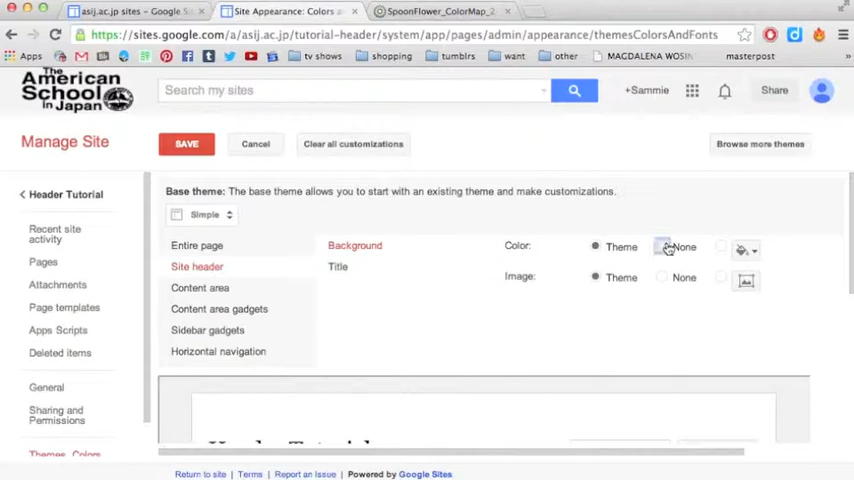 asij.ac.jp sites - Google S
Site Appearance: Colors a
SpoonFlower_ColorMap_2
https://sites.google.com/a/asij.ac.jp/tutorial-header/system/app/pages/admin/appearance/themesColorsAndFonts
Apps
tv shows
shopping
tumblrs
want
other
MAGDALENA WOSIN
masterpost
The American School In Japan
Search my sites
+Sammie
Share
Manage Site
SAVE
Cancel
Clear all customizations
Browse more themes
Header Tutorial
Recent site activity
Pages
Attachments
Page templates
Apps Scripts
Deleted items
General
Sharing and Permissions
Themes, Colors
Base theme: The base theme allows you to start with an existing theme and make customizations.
Simple
Entire page
Site header
Content area
Content area gadgets
Sidebar gadgets
Horizontal navigation
Background
Title
Color:
Theme
None
Image:
Theme
None
Header Tutorial
Return to site | Terms | Report an Issue | Powered by Google Sites